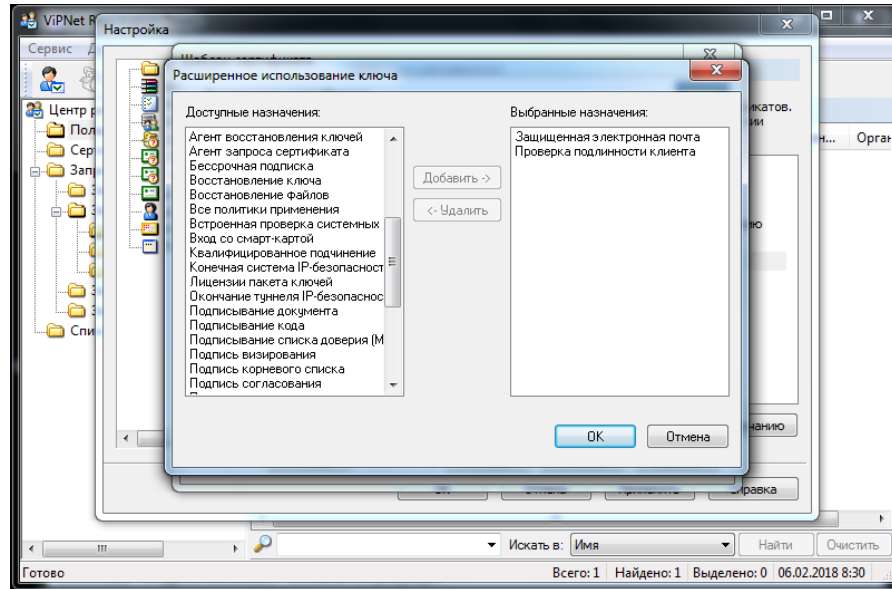 ViPNet R
Настройка
Сервис
Расширенное использование ключа
Доступные назначения:
Выбранные назначения:
Агент восстановления ключей
Агент запроса сертификата
Бессрочная подписка
Восстановление ключа
Восстановление файлов
Все политики применения
Встроенная проверка системных
Вход со смарт-картой
Квалифицированное подчинение
Конечная система IP-безопасност
Лицензии пакета ключей
Окончание туннеля IP-безопаснос
Подписывание документа
Подписывание кода
Подписывание списка доверия (М
Подпись визирования
Подпись корневого списка
Подпись согласования
Добавить ->
<- Удалить
Защищенная электронная почта
Проверка подлинности клиента
OK
Отмена
Центр р
Пол
Сер
Запр
Спи
икатов.
ии
н...
Орган
ю
чанию
правка
Искать в:
Имя
Найти
Очистить
Готово
Всего: 1
Найдено: 1
Выделено: 0
06.02.2018 8:30